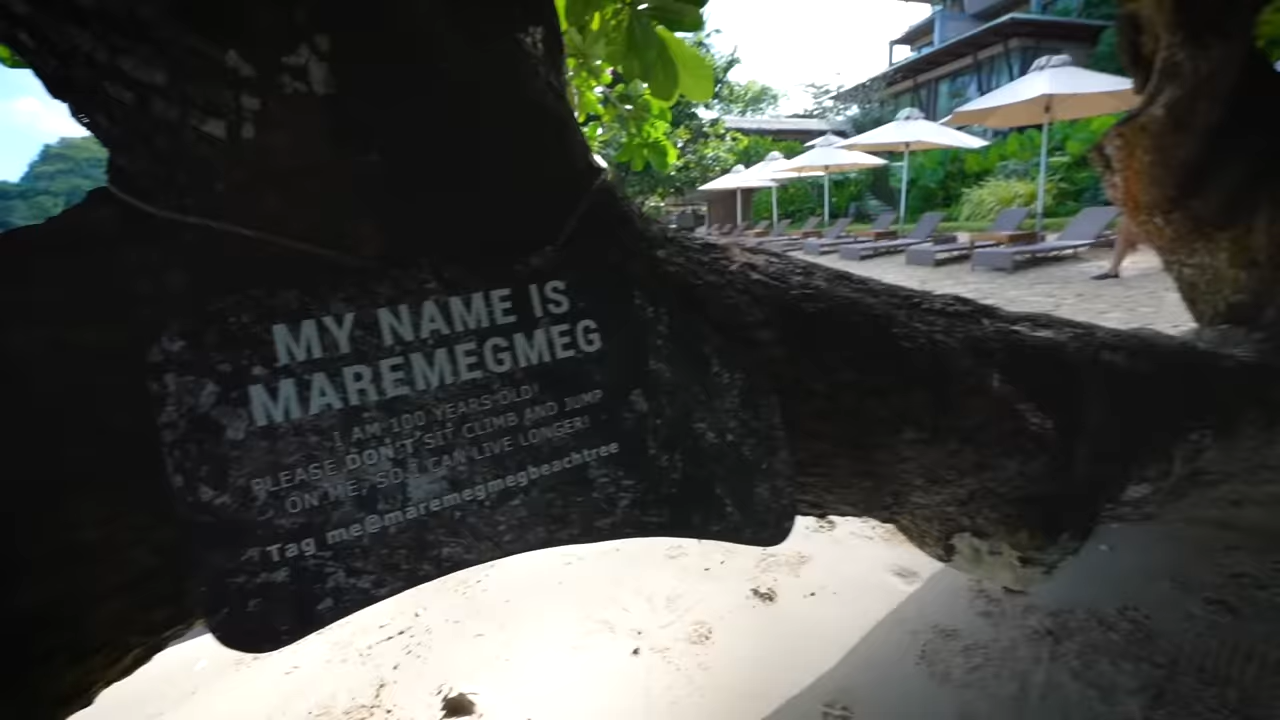 MY NAME IS
MAREMEGMEG
I AM 100 YEARS OLD!
PLEASE DON'T SIT CLIMB AND JUMP
ON ME, SO I CAN LIVE LONGER!
Tag me@maremegmegbeachtree